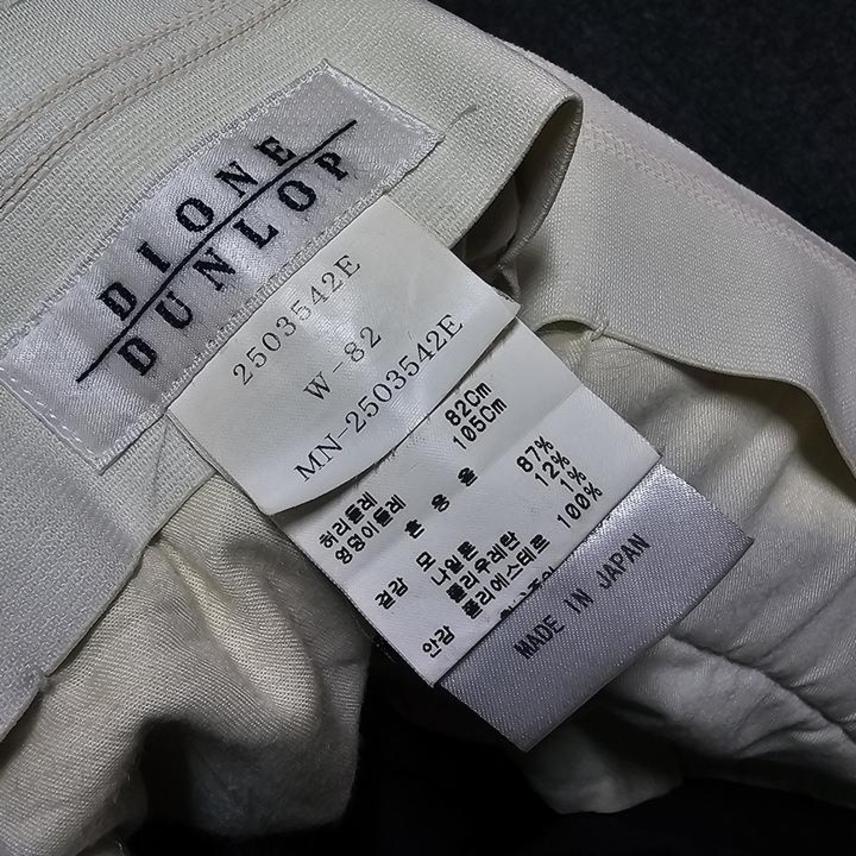 DIONE
DUNLOP
2503542E
W-82
MN-2503542E
허리둘레 82Cm
엉덩이둘레 105Cm
혼 용 율
겉감 모 87%
나일론 12%
폴리우레탄 1%
안감 폴리에스테르 100%
MADE IN JAPAN